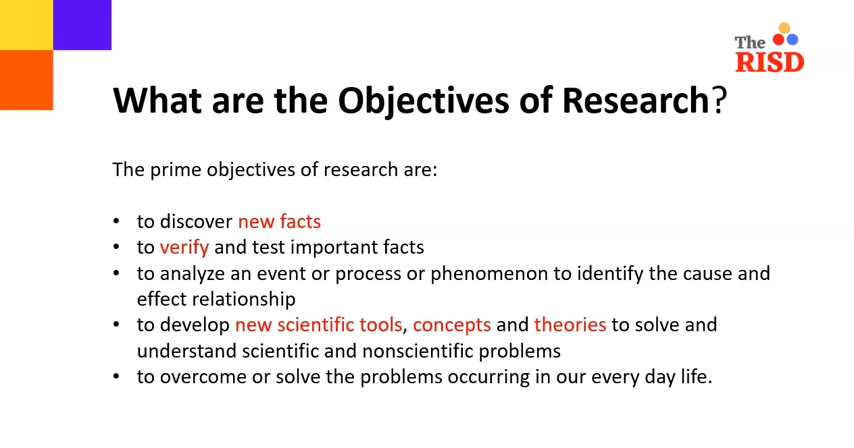 The
RISD
What are the Objectives of Research?
The prime objectives of research are:
• to discover new facts
• to verify and test important facts
• to analyze an event or process or phenomenon to identify the cause and
effect relationship
• to develop new scientific tools, concepts and theories to solve and
understand scientific and nonscientific problems
• to overcome or solve the problems occurring in our every day life.